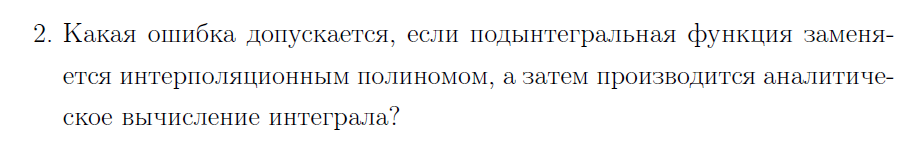 2. Какая ошибка допускается, если подынтегральная функция заменя-
ется интерполяционным полиномом, а затем производится аналитиче-
ское вычисление интеграла?